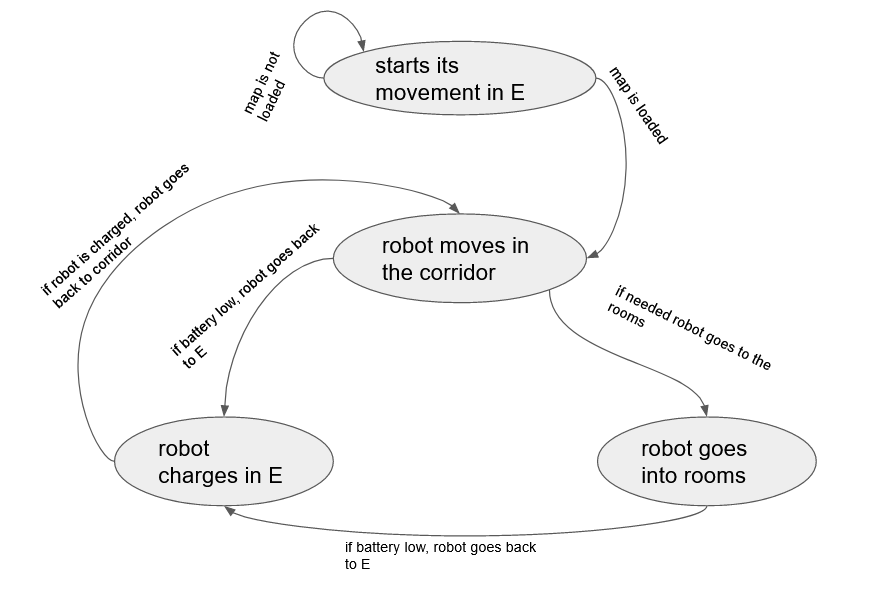 starts its
movement in E
map is not
loaded
map is loaded
if robot is charged, robot goes
back to corridor
robot moves in
the corridor
if battery low, robot goes back
to E
if needed robot goes to the
rooms
robot
charges in E
robot goes
into rooms
if battery low, robot goes back
to E